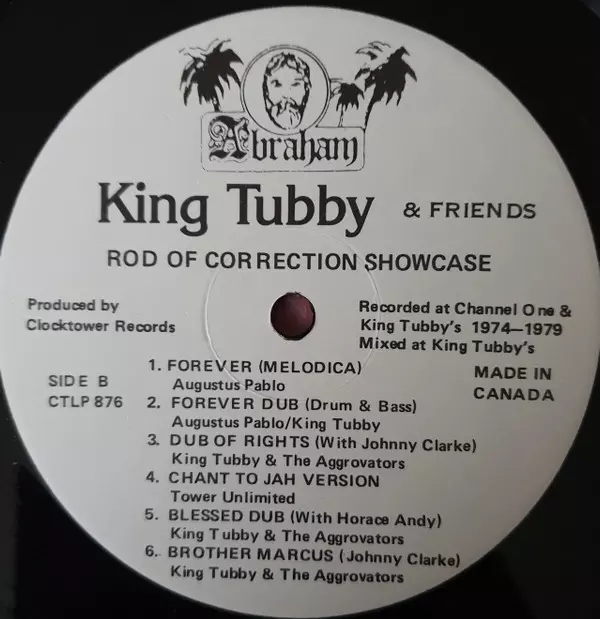 Abraham
King Tubby & FRIENDS
ROD OF CORRECTION SHOWCASE
Produced by
Clocktower Records
Recorded at Channel One &
King Tubby's 1974-1979
Mixed at King Tubby's
SIDE B
CTLP 876
MADE IN
CANADA
1. FOREVER (MELODICA)
Augustus Pablo
2. FOREVER DUB (Drum & Bass)
Augustus Pablo/King Tubby
3. DUB OF RIGHTS (With Johnny Clarke)
King Tubby & The Aggrovators
4. CHANT TO JAH VERSION
Tower Unlimited
5. BLESSED DUB (With Horace Andy)
King Tubby & The Aggrovators
6. BROTHER MARCUS (Johnny Clarke)
King Tubby & The Aggrovators